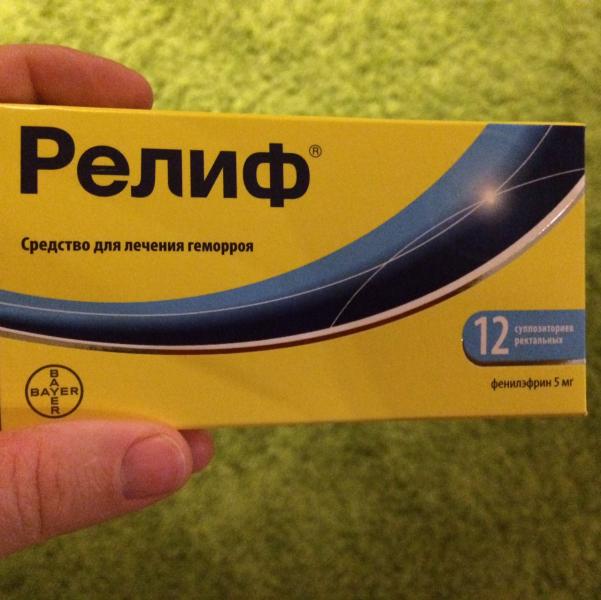 Релиф®
Средство для лечения геморроя
12 суппозиториев
ректальных
фенилэфрин 5 мг
BAYER
BAYER